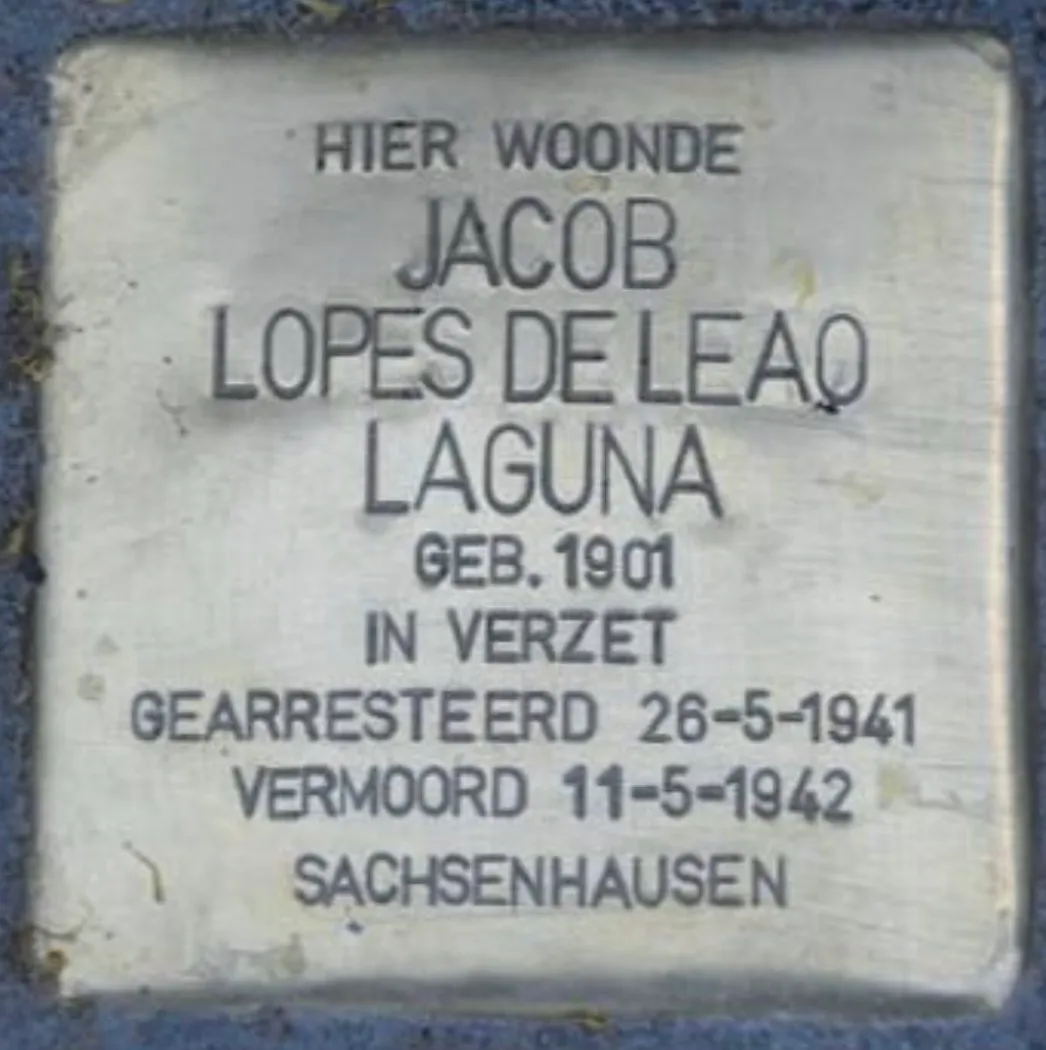 HIER WOONDE
JACOB
LOPES DE LEAO
LAGUNA
GEB. 1901
IN VERZET
GEARRESTEERD 26-5-1941
VERMOORD 11-5-1942
SACHSENHAUSEN